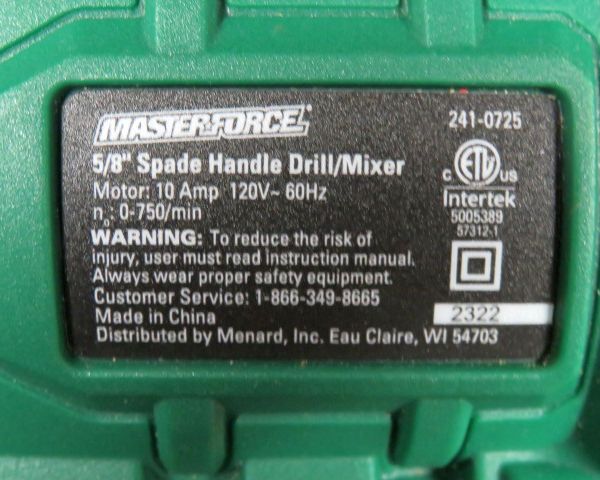 MASTERFORCE
241-0725
5/8" Spade Handle Drill/Mixer
Motor: 10 Amp 120V~ 60Hz
n₀: 0-750/min
C ETL US
Intertek
5005389
57312-1
WARNING: To reduce the risk of
injury, user must read instruction manual.
Always wear proper safety equipment.
Customer Service: 1-866-349-8665
Made in China
2322
Distributed by Menard, Inc. Eau Claire, WI 54703